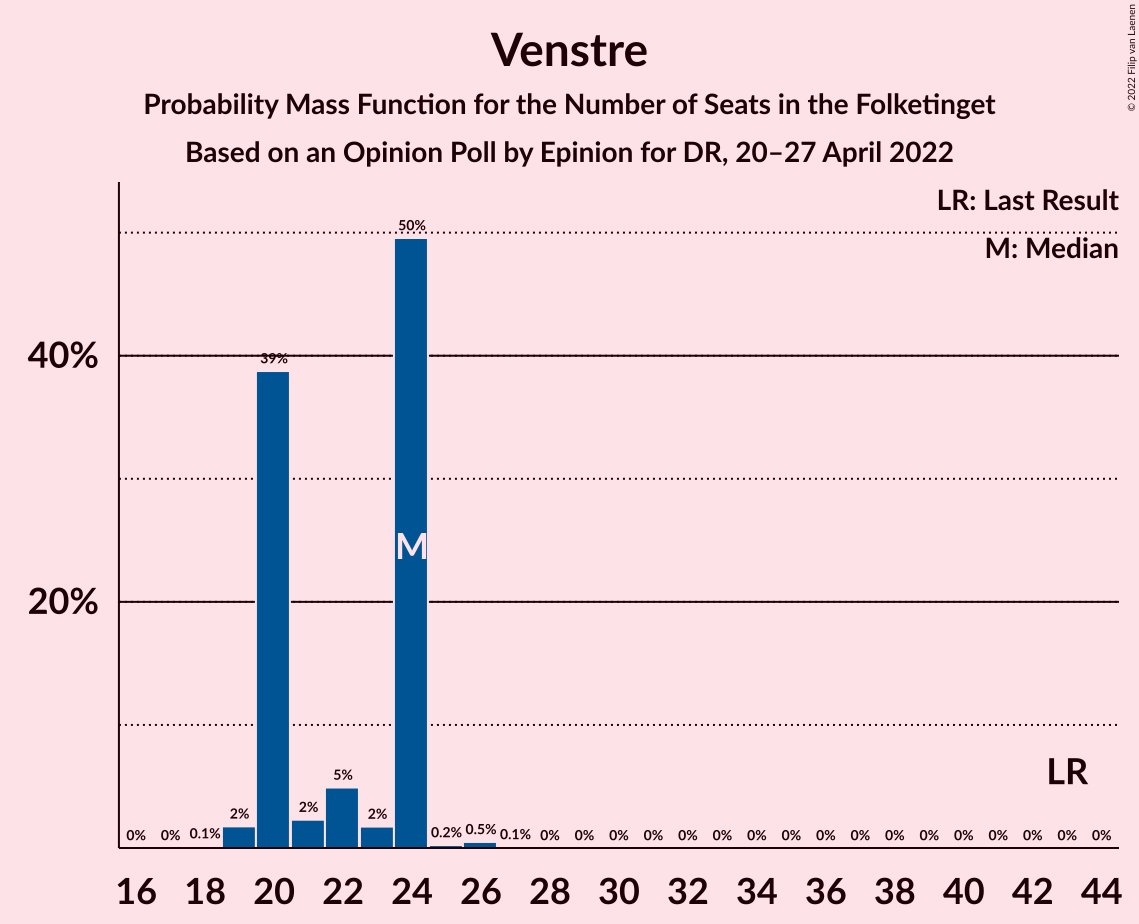 Venstre
Probability Mass Function for the Number of Seats in the Folketinget
Based on an Opinion Poll by Epinion for DR, 20–27 April 2022
© 2022 Filip van Laenen
LR: Last Result
M: Median
40%
20%
0% 0% 0.1% 2% 39% 2% 5% 2% 50% 0.2% 0.5% 0.1% 0% 0% 0% 0% 0% 0% 0% 0% 0% 0% 0% 0% 0% 0% 0% 0% 0%
M
LR
16 18 20 22 24 26 28 30 32 34 36 38 40 42 44